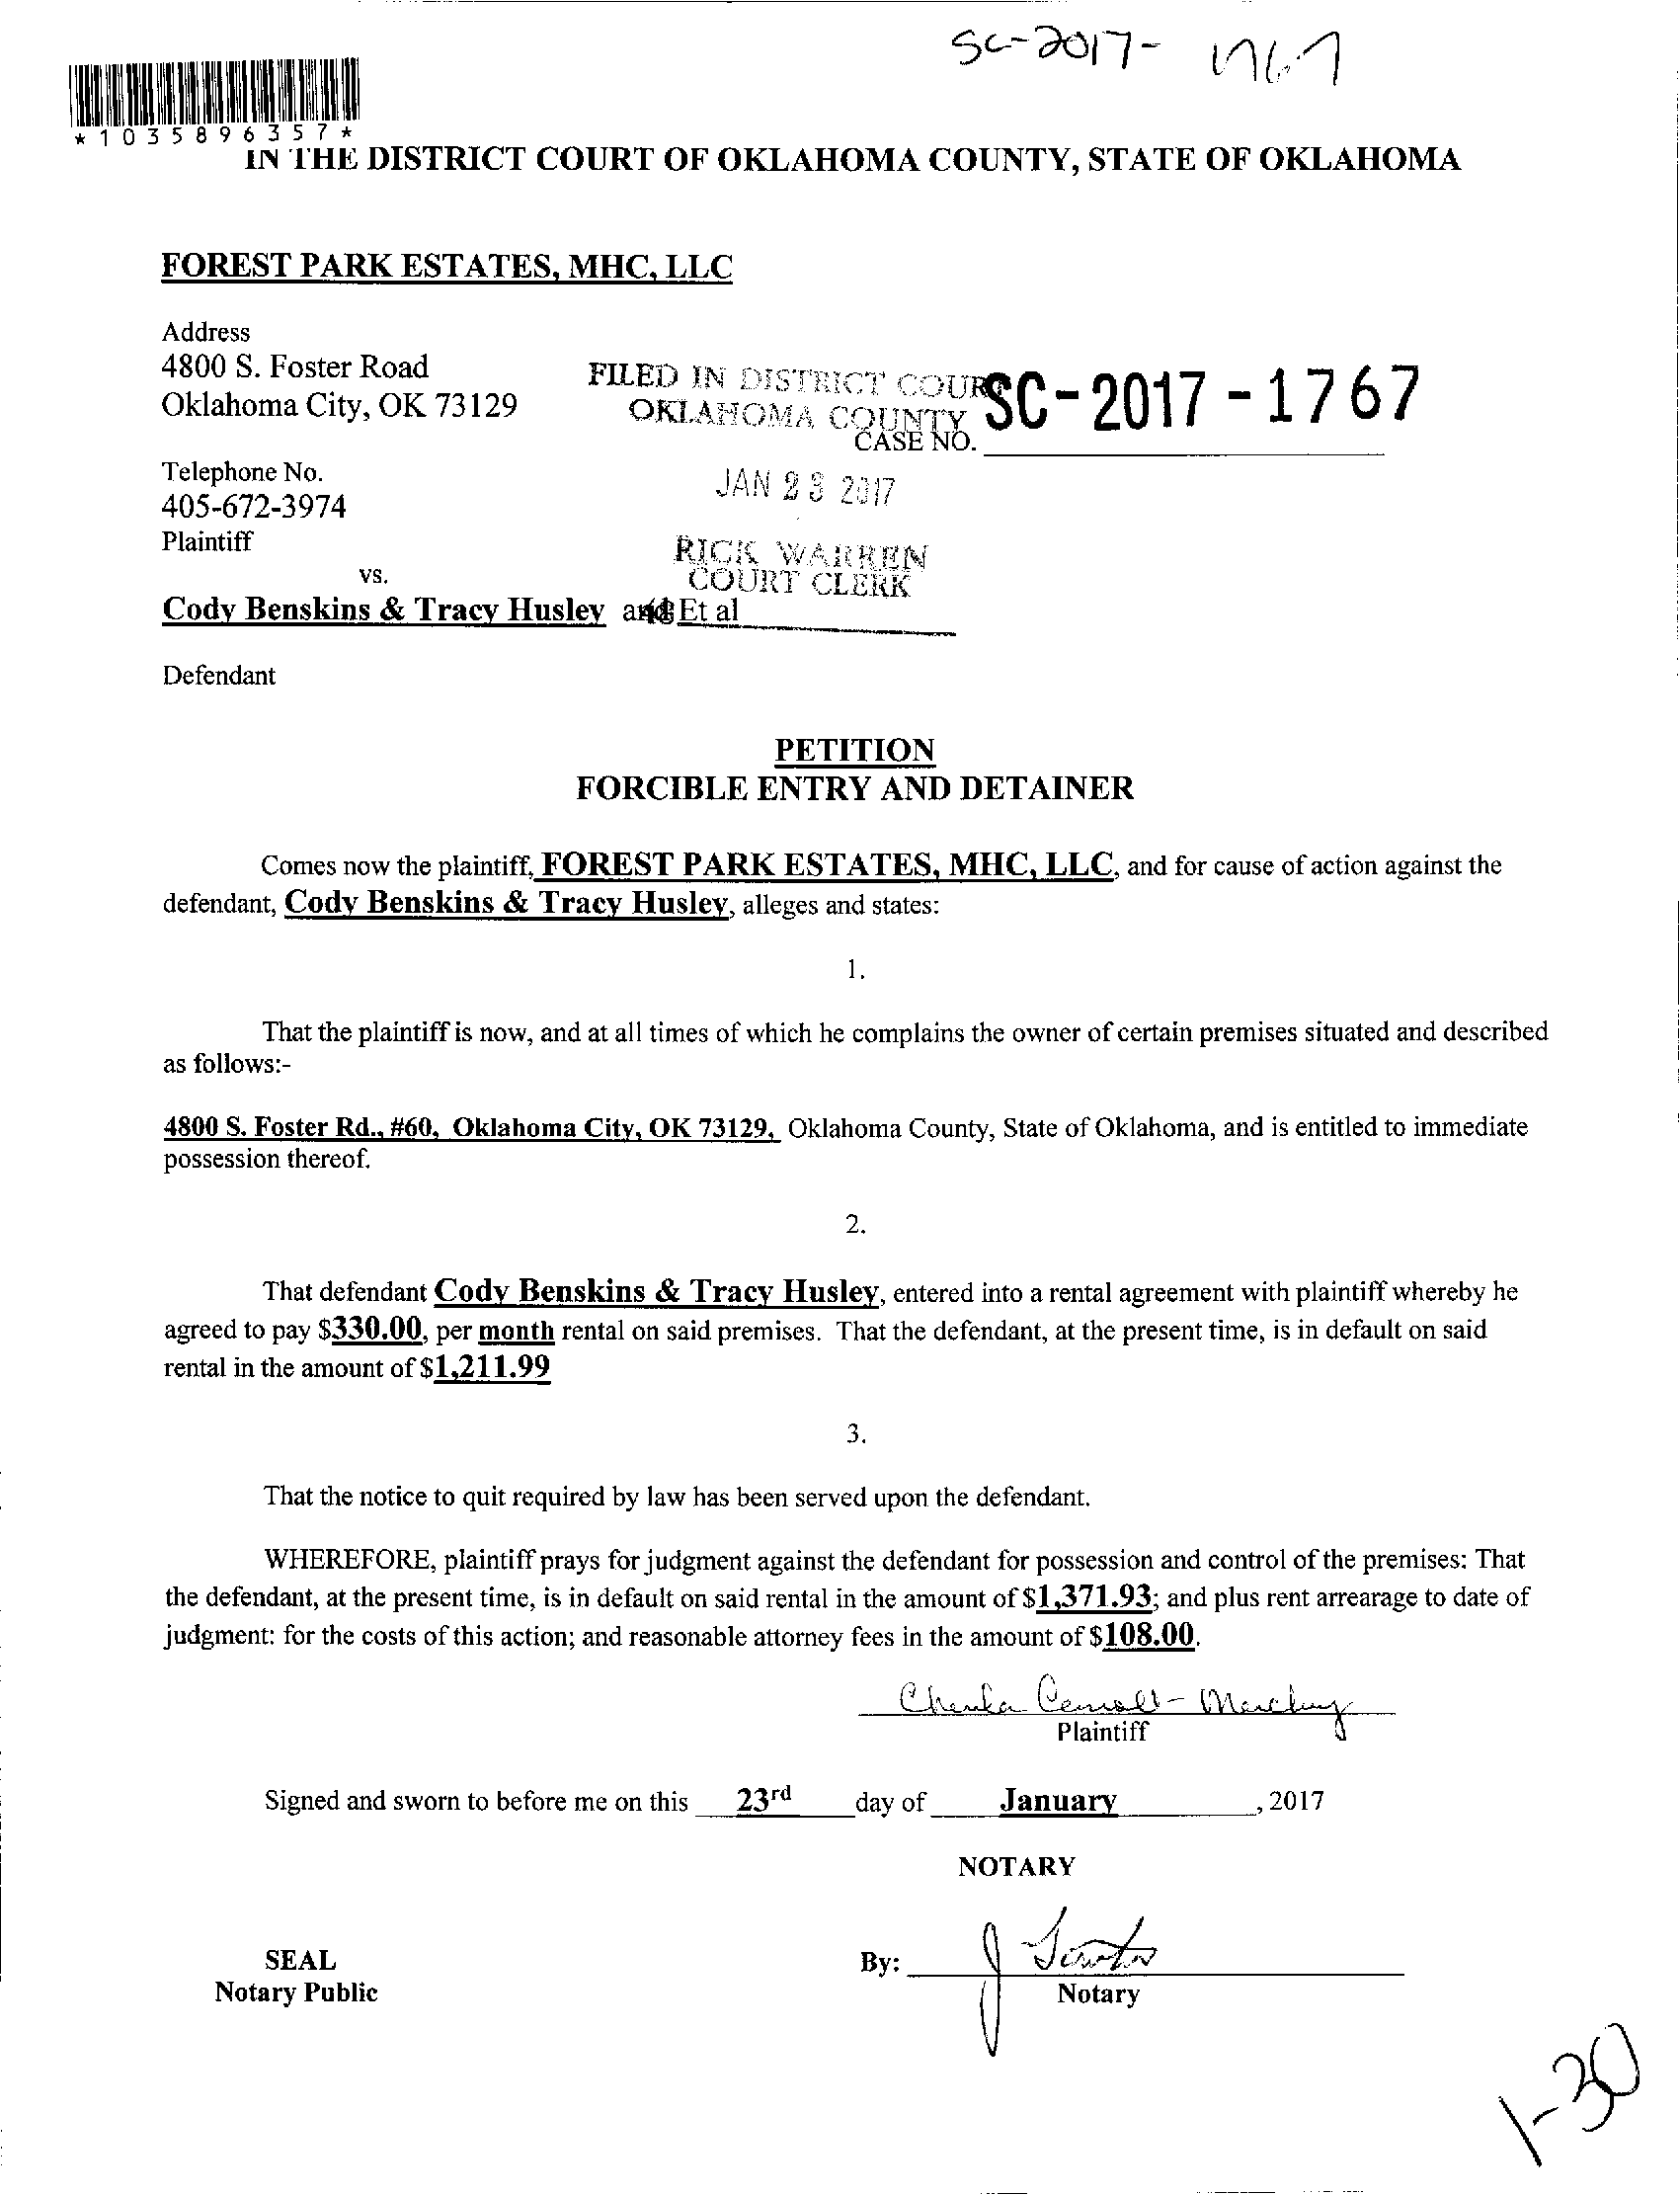 SC-2017- 1767
*1035896357*
IN THE DISTRICT COURT OF OKLAHOMA COUNTY, STATE OF OKLAHOMA
FOREST PARK ESTATES, MHC, LLC
Address
4800 S. Foster Road
Oklahoma City, OK 73129
FILED IN DISTRICT COURT
OKLAHOMA COUNTY
CASE NO. SC-2017-1767
Telephone No.
405-672-3974
JAN 23 2017
Plaintiff
RICK WARREN
COURT CLERK
vs.
Cody Benskins & Tracy Husley and Et al
Defendant
PETITION
FORCIBLE ENTRY AND DETAINER
Comes now the plaintiff, FOREST PARK ESTATES, MHC, LLC, and for cause of action against the
defendant, Cody Benskins & Tracy Husley, alleges and states:
1.
That the plaintiff is now, and at all times of which he complains the owner of certain premises situated and described
as follows:-
4800 S. Foster Rd., #60, Oklahoma City, OK 73129, Oklahoma County, State of Oklahoma, and is entitled to immediate
possession thereof.
2.
That defendant Cody Benskins & Tracy Husley, entered into a rental agreement with plaintiff whereby he
agreed to pay $330.00, per month rental on said premises. That the defendant, at the present time, is in default on said
rental in the amount of $1,211.99
3.
That the notice to quit required by law has been served upon the defendant.
WHEREFORE, plaintiff prays for judgment against the defendant for possession and control of the premises: That
the defendant, at the present time, is in default on said rental in the amount of $1,371.93; and plus rent arrearage to date of
judgment: for the costs of this action; and reasonable attorney fees in the amount of $108.00.
Plaintiff
Signed and sworn to before me on this 23rd day of January, 2017
NOTARY
SEAL
Notary Public
By:
Notary
1-30